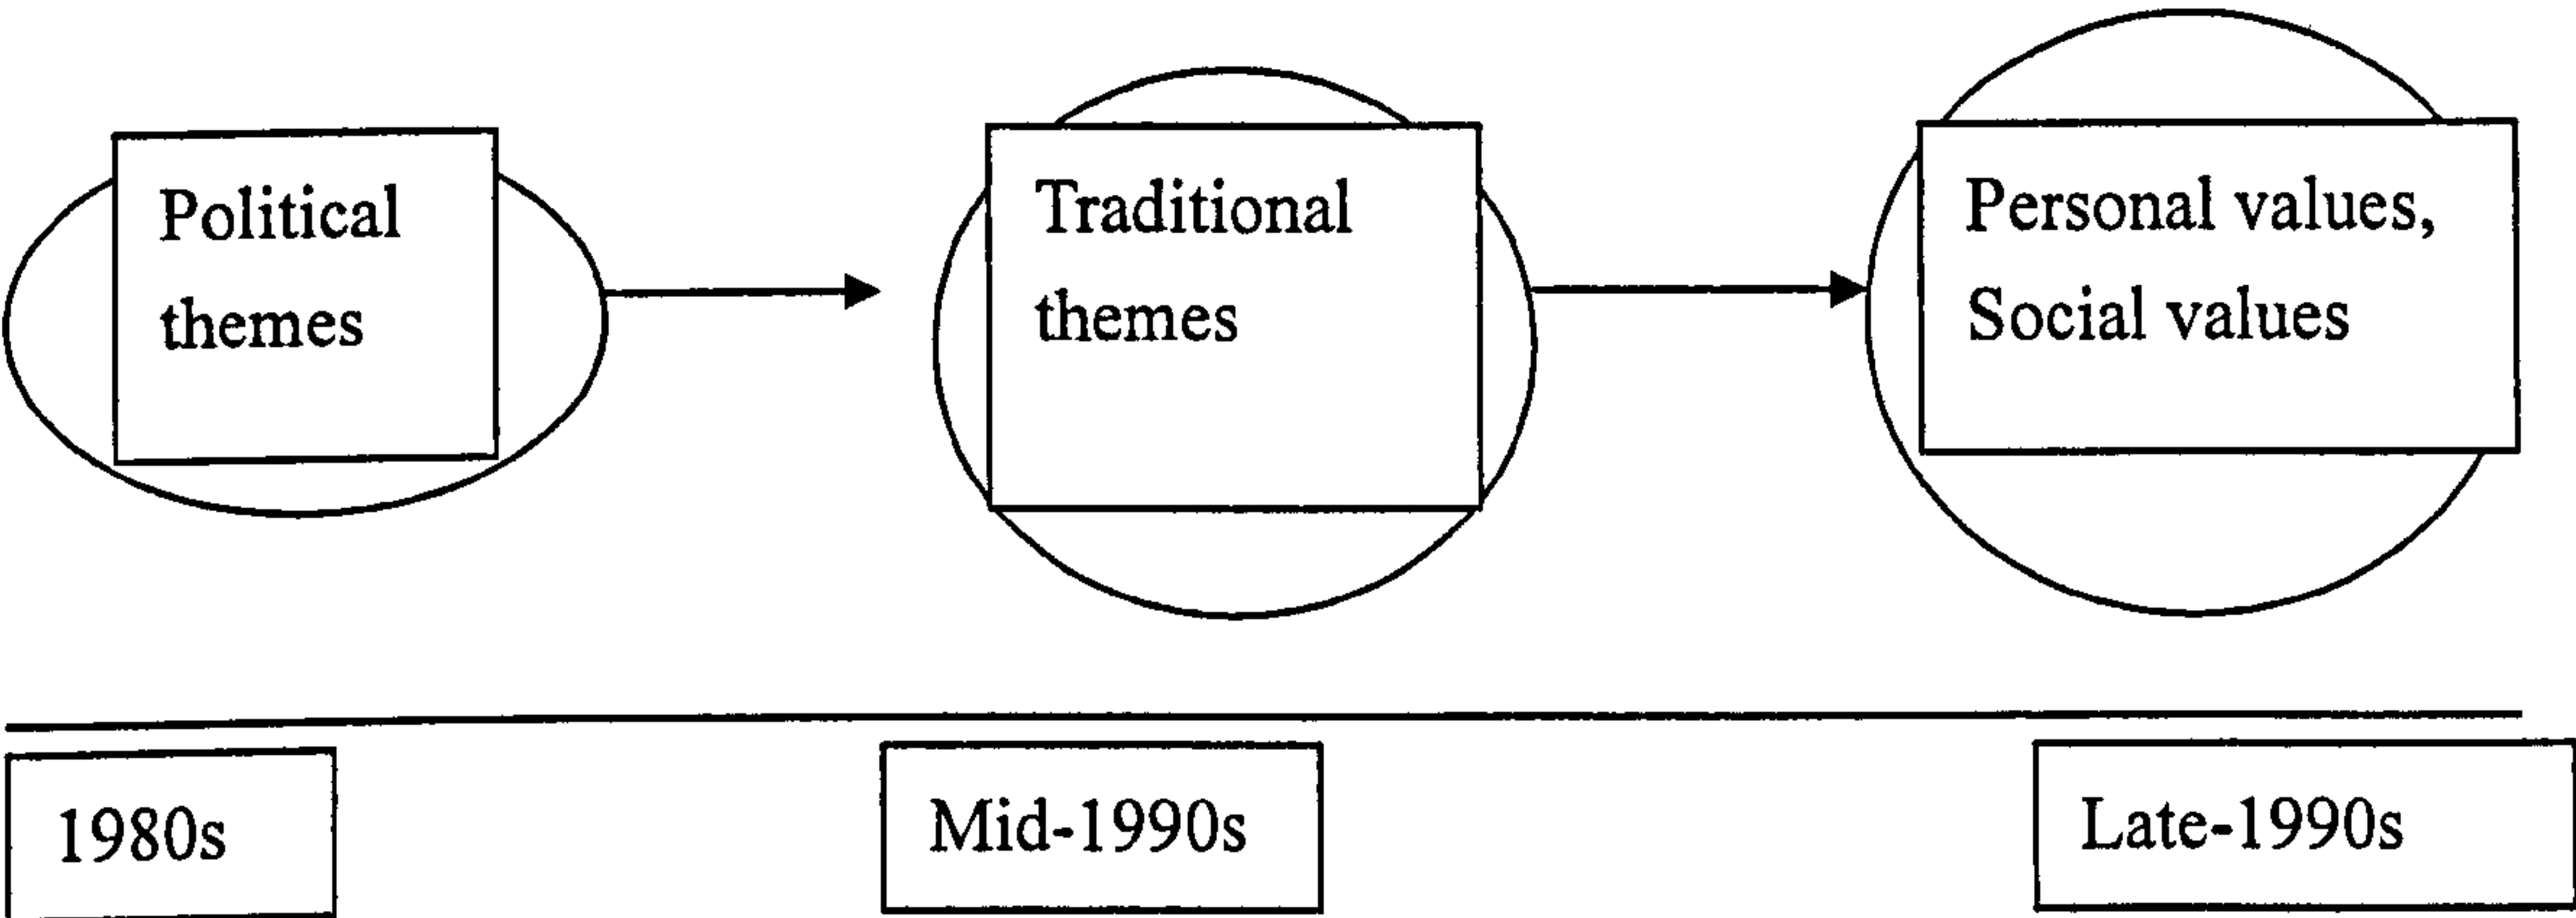 Political
themes
Traditional
themes
Personal values,
Social values
1980s
Mid-1990s
Late-1990s